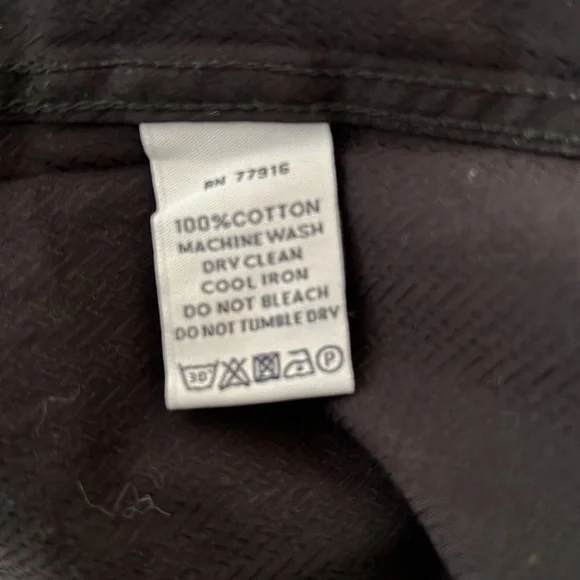 RN 77916
100%COTTON
MACHINE WASH
DRY CLEAN
COOL IRON
DO NOT BLEACH
DO NOT TUMBLE DRY
30 P